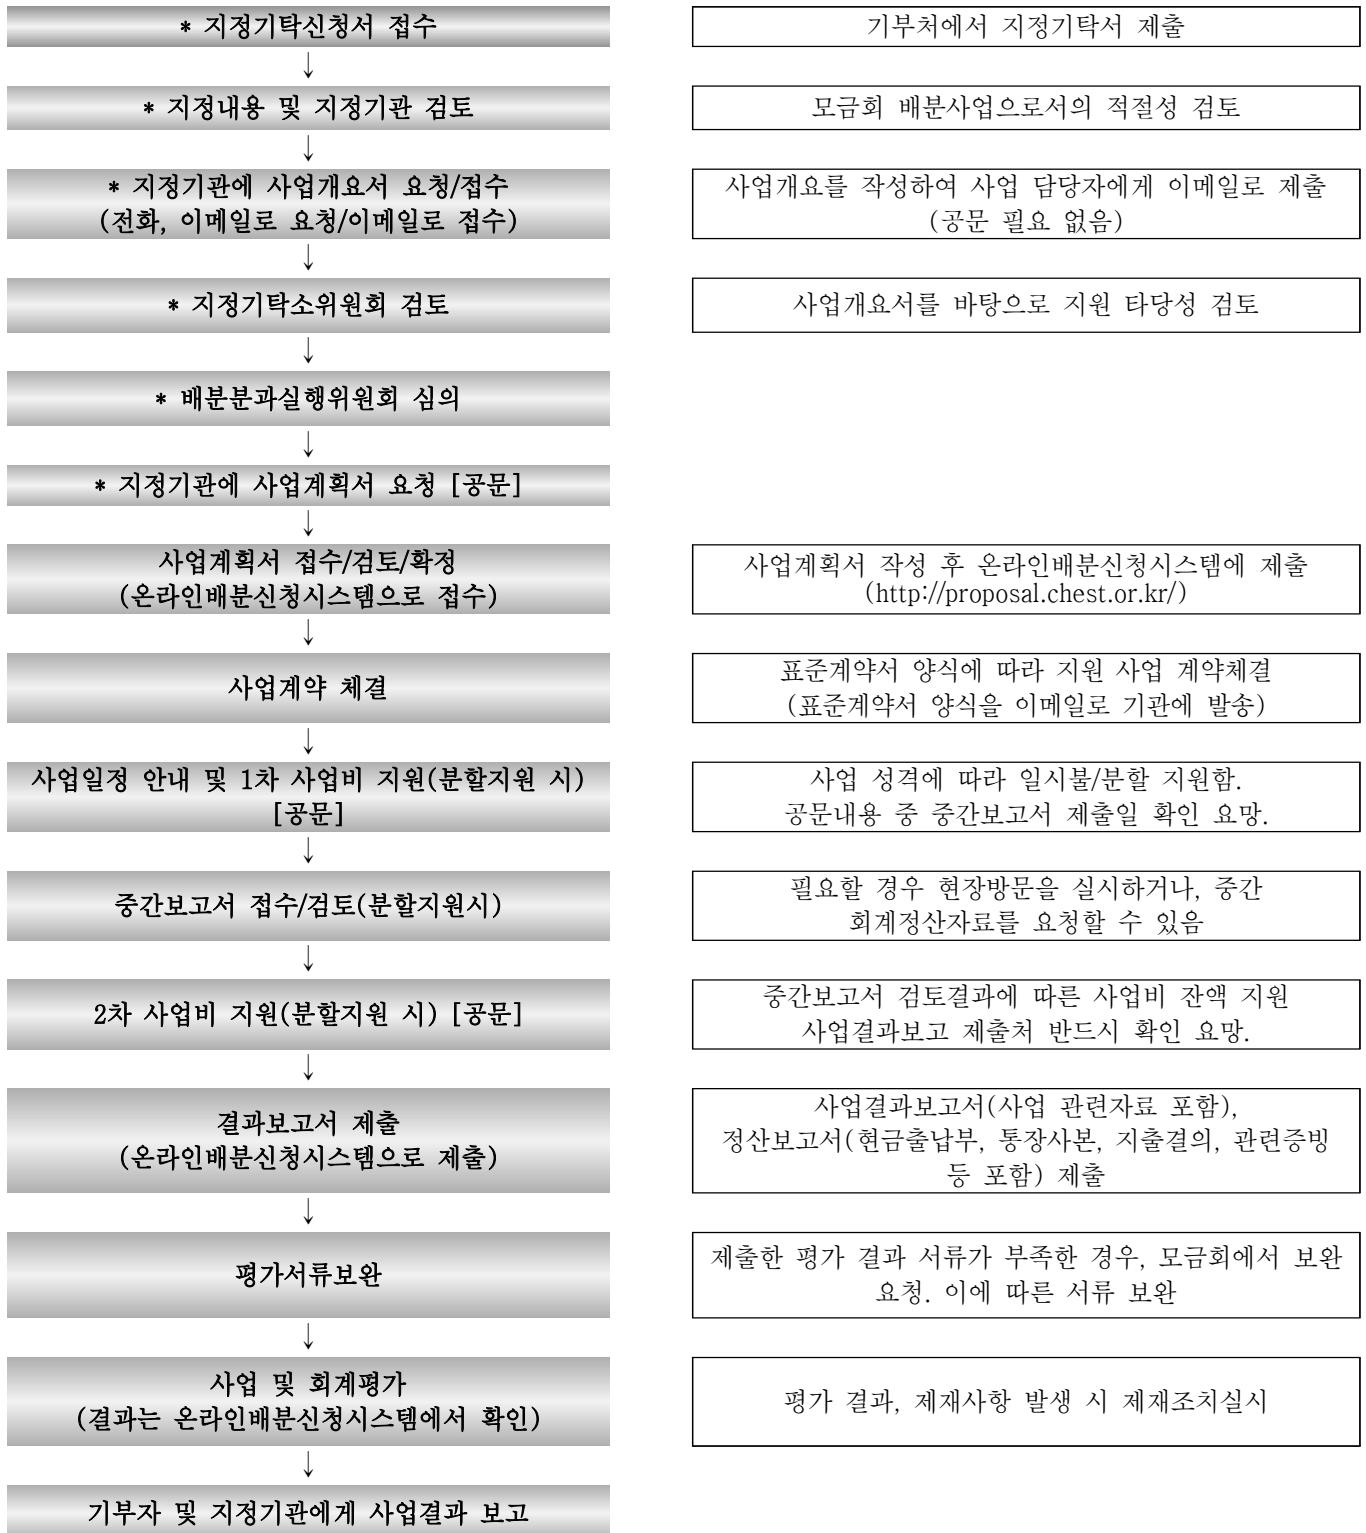 * 지정기탁신청서 접수
기부처에서 지정기탁서 제출
↓
* 지정내용 및 지정기관 검토
모금회 배분사업으로서의 적절성 검토
↓
* 지정기관에 사업개요서 요청/접수
(전화, 이메일로 요청/이메일로 접수)
사업개요를 작성하여 사업 담당자에게 이메일로 제출
(공문 필요 없음)
↓
* 지정기탁소위원회 검토
사업개요서를 바탕으로 지원 타당성 검토
↓
* 배분분과실행위원회 심의
↓
* 지정기관에 사업계획서 요청 [공문]
↓
사업계획서 접수/검토/확정
(온라인배분신청시스템으로 접수)
사업계획서 작성 후 온라인배분신청시스템에 제출
(http://proposal.chest.or.kr/)
↓
사업계약 체결
표준계약서 양식에 따라 지원 사업 계약체결
(표준계약서 양식을 이메일로 기관에 발송)
↓
사업일정 안내 및 1차 사업비 지원(분할지원 시)
[공문]
사업 성격에 따라 일시불/분할 지원함.
공문내용 중 중간보고서 제출일 확인 요망.
↓
중간보고서 접수/검토(분할지원시)
필요할 경우 현장방문을 실시하거나, 중간
회계정산자료를 요청할 수 있음
↓
2차 사업비 지원(분할지원 시) [공문]
중간보고서 검토결과에 따른 사업비 잔액 지원
사업결과보고 제출처 반드시 확인 요망.
↓
결과보고서 제출
(온라인배분신청시스템으로 제출)
사업결과보고서(사업 관련자료 포함),
정산보고서(현금출납부, 통장사본, 지출결의, 관련증빙
등 포함) 제출
↓
평가서류보완
제출한 평가 결과 서류가 부족한 경우, 모금회에서 보완
요청. 이에 따른 서류 보완
↓
사업 및 회계평가
(결과는 온라인배분신청시스템에서 확인)
평가 결과, 제재사항 발생 시 제재조치실시
↓
기부자 및 지정기관에게 사업결과 보고